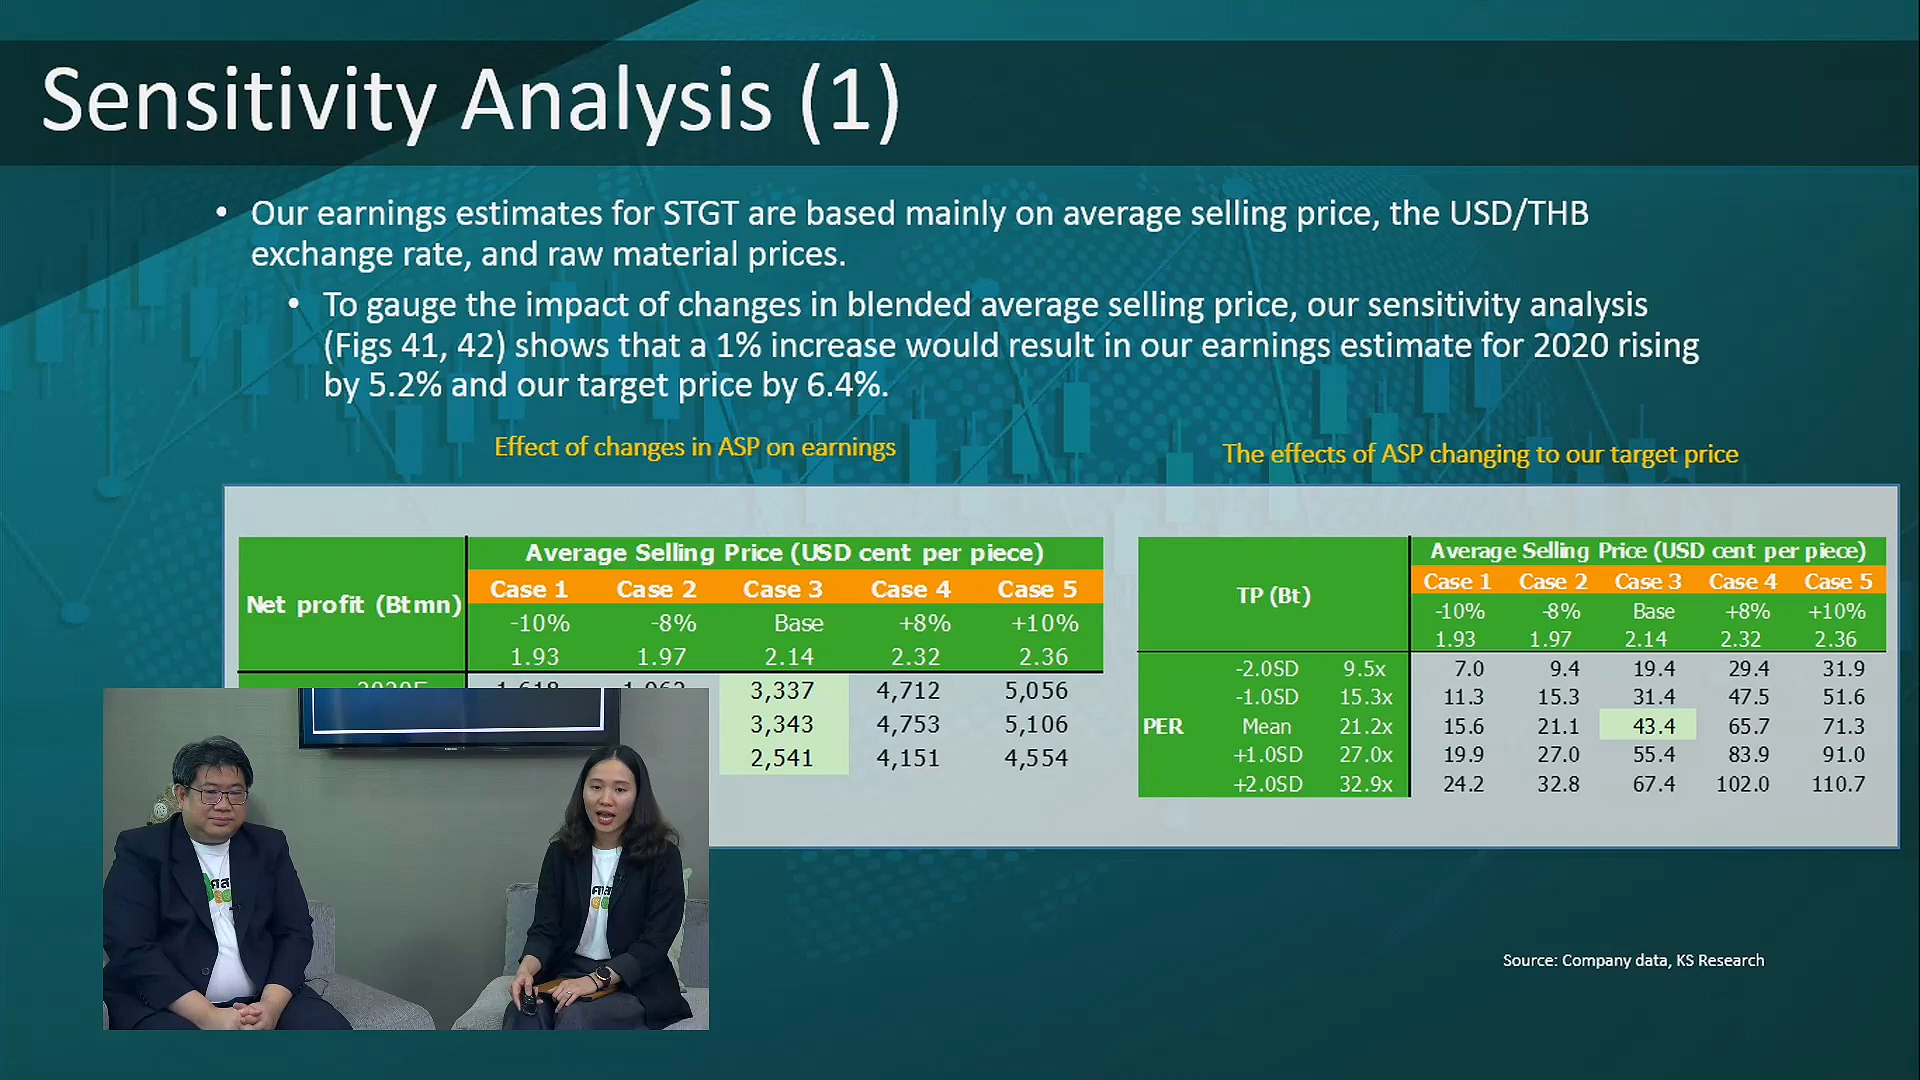 Sensitivity Analysis (1)
• Our earnings estimates for STGT are based mainly on average selling price, the USD/THB
exchange rate, and raw material prices.
• To gauge the impact of changes in blended average selling price, our sensitivity analysis
(Figs 41, 42) shows that a 1% increase would result in our earnings estimate for 2020 rising
by 5.2% and our target price by 6.4%.
Effect of changes in ASP on earnings
Net profit (Btmn) Average Selling Price (USD cent per piece)
Case 1 Case 2 Case 3 Case 4 Case 5
-10% -8% Base +8% +10%
1.93 1.97 2.14 2.32 2.36
3,337 4,712 5,056
3,343 4,753 5,106
2,541 4,151 4,554
The effects of ASP changing to our target price
TP (Bt) Average Selling Price (USD cent per piece)
Case 1 Case 2 Case 3 Case 4 Case 5
-10% -8% Base +8% +10%
1.93 1.97 2.14 2.32 2.36
-2.0SD 9.5x 7.0 9.4 19.4 29.4 31.9
-1.0SD 15.3x 11.3 15.3 31.4 47.5 51.6
PER Mean 21.2x 15.6 21.1 43.4 65.7 71.3
+1.0SD 27.0x 19.9 27.0 55.4 83.9 91.0
+2.0SD 32.9x 24.2 32.8 67.4 102.0 110.7
Source: Company data, KS Research